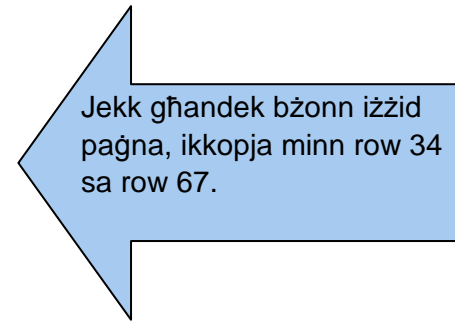 Jekk għandek bżonn iżżid
paġna, ikkopja minn row 34
sa row 67.